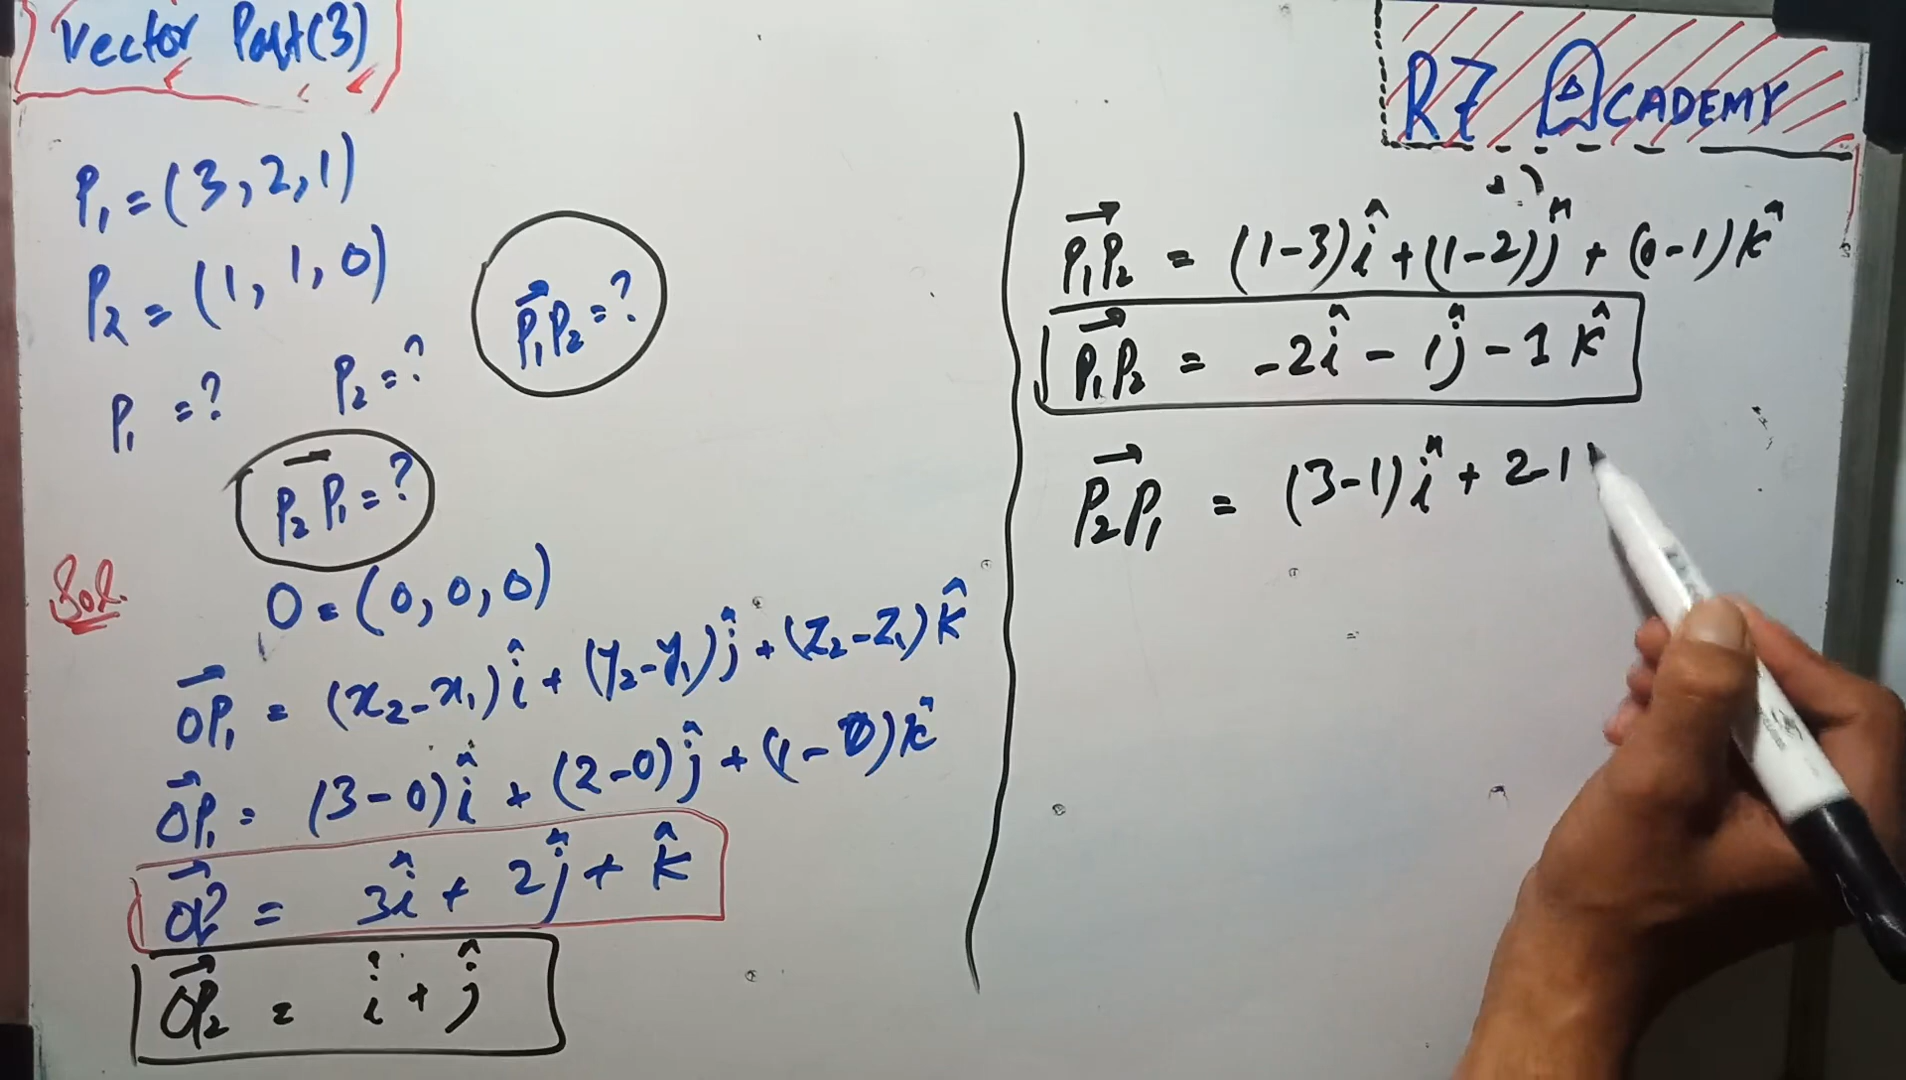 Vector Part(3)
R7 ACADEMY
P₁ = (3, 2, 1)
P₂ = (1, 1, 0)
P₁ = ? P₂ = ?
P₁P₂ = ?
P₂P₁ = ?
Sol.
O = (0, 0, 0)
OP₁ = (x₂-x₁)î + (y₂-y₁)ĵ + (z₂-z₁)k̂
OP₁ = (3-0)î + (2-0)ĵ + (1-0)k̂
= 3î + 2ĵ + k̂
OP₂ = î + ĵ
P₁P₂ = (1-3)î + (1-2)ĵ + (0-1)k̂
P₁P₂ = -2î - 1ĵ - 1k̂
P₂P₁ = (3-1)î + 2-1